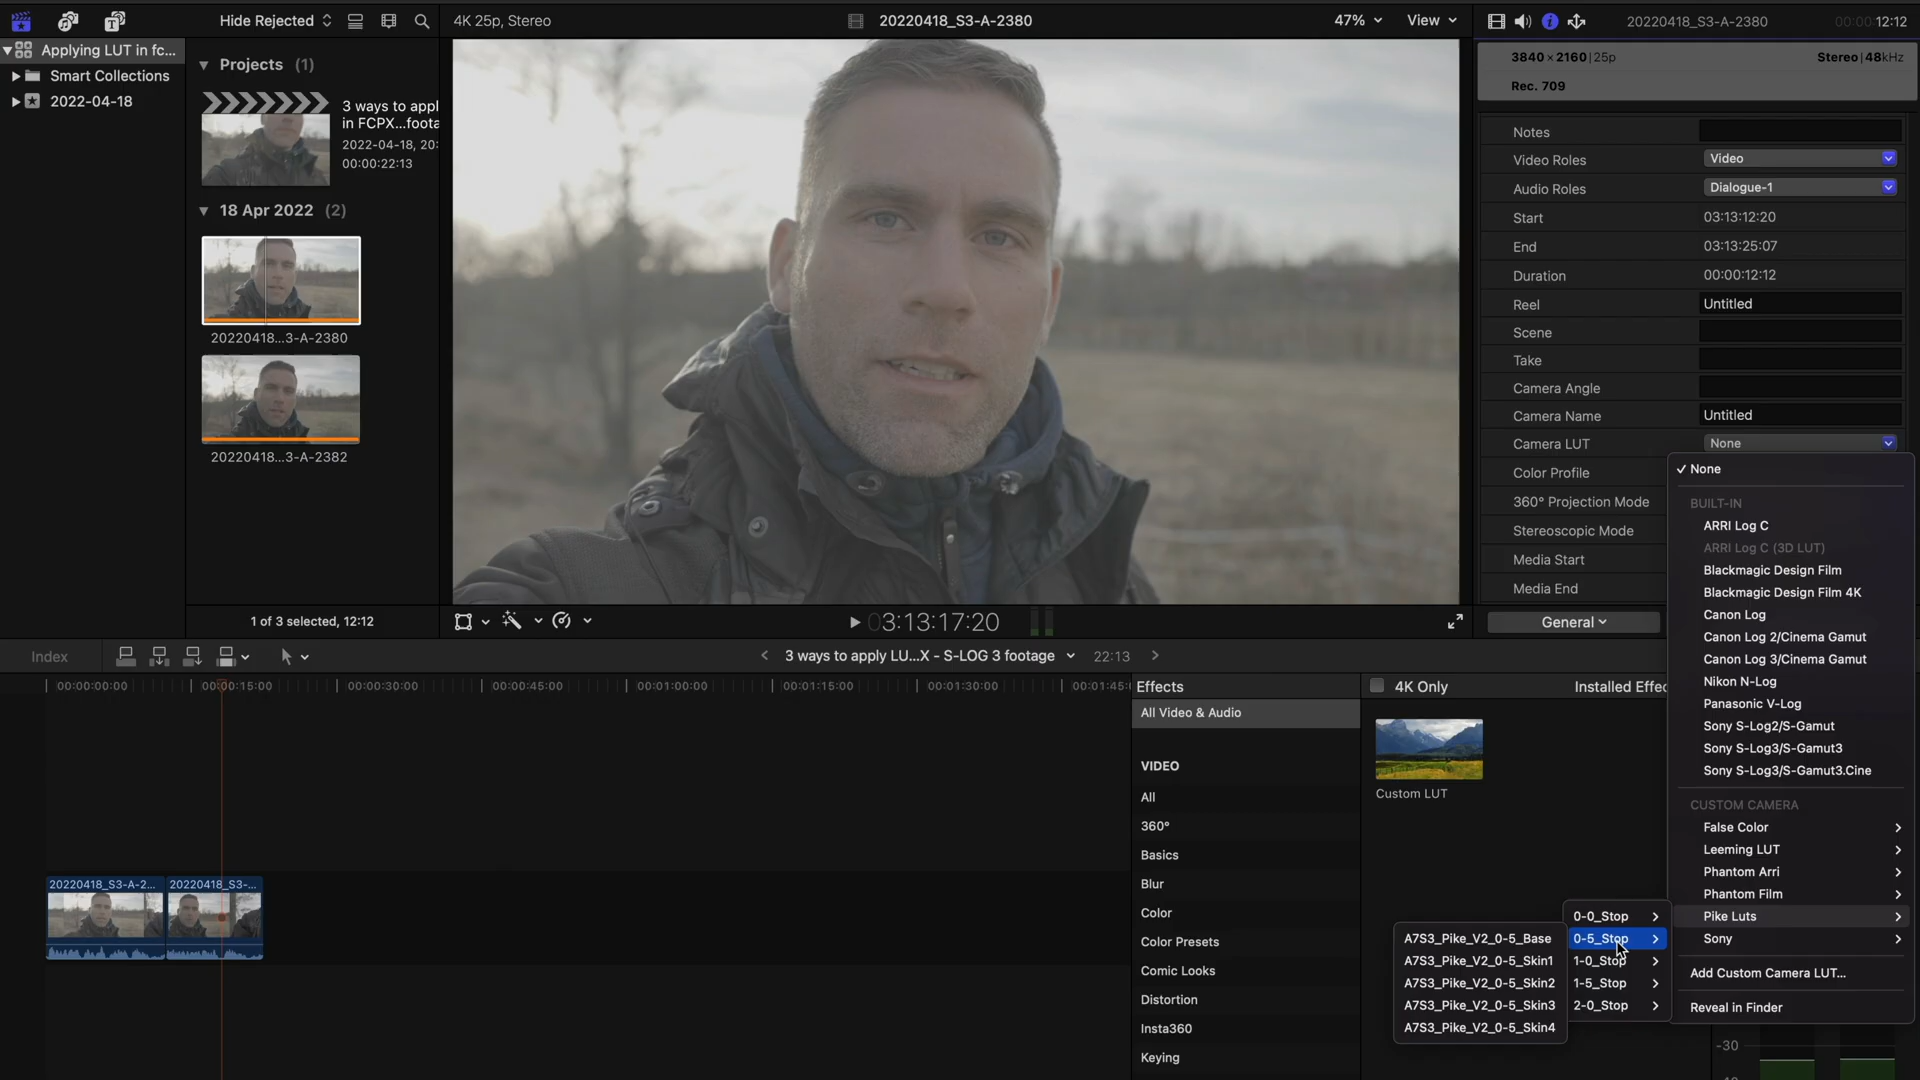 Hide Rejected
4K 25p, Stereo
20220418_S3-A-2380
47%
View
20220418_S3-A-2380
00:00:12:12
Applying LUT in fc...
Smart Collections
2022-04-18
Projects (1)
3 ways to appl
in FCPX...foota
2022-04-18, 20:
00:00:22:13
18 Apr 2022 (2)
20220418...3-A-2380
20220418...3-A-2382
1 of 3 selected, 12:12
03:13:17:20
3840 × 2160 | 25p
Stereo | 48kHz
Rec. 709
Notes
Video Roles Video
Audio Roles Dialogue-1
Start 03:13:12:20
End 03:13:25:07
Duration 00:00:12:12
Reel Untitled
Scene
Take
Camera Angle
Camera Name Untitled
Camera LUT None
Color Profile
360° Projection Mode
Stereoscopic Mode
Media Start
Media End
General
✓ None
BUILT-IN
ARRI Log C
ARRI Log C (3D LUT)
Blackmagic Design Film
Blackmagic Design Film 4K
Canon Log
Canon Log 2/Cinema Gamut
Canon Log 3/Cinema Gamut
Nikon N-Log
Panasonic V-Log
Sony S-Log2/S-Gamut
Sony S-Log3/S-Gamut3
Sony S-Log3/S-Gamut3.Cine
CUSTOM CAMERA
False Color
Leeming LUT
Phantom Arri
Phantom Film
Pike Luts
Sony
Add Custom Camera LUT...
Reveal in Finder
0-0_Stop
0-5_Stop
1-0_Stop
1-5_Stop
2-0_Stop
A7S3_Pike_V2_0-5_Base
A7S3_Pike_V2_0-5_Skin1
A7S3_Pike_V2_0-5_Skin2
A7S3_Pike_V2_0-5_Skin3
A7S3_Pike_V2_0-5_Skin4
Index
3 ways to apply LU...X - S-LOG 3 footage
22:13
00:00:00:00
00:00:15:00
00:00:30:00
00:00:45:00
00:01:00:00
00:01:15:00
00:01:30:00
00:01:45:
20220418_S3-A-2...
20220418_S3-...
Effects
4K Only
Installed Effec
All Video & Audio
VIDEO
All
360°
Basics
Blur
Color
Color Presets
Comic Looks
Distortion
Insta360
Keying
Custom LUT
-30